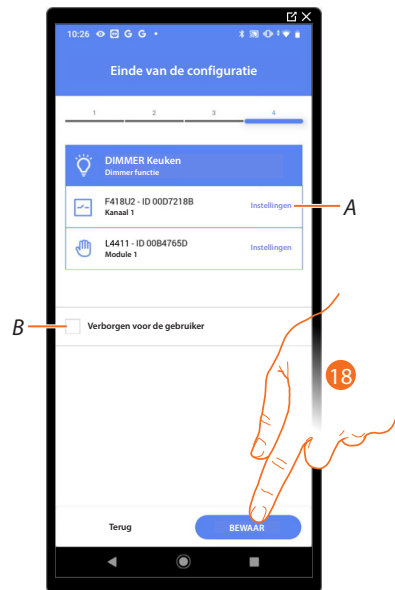 10:26 G G
Einde van de configuratie
1 2 3 4
DIMMER Keuken
Dimmer functie
F418U2 - ID 00D7218B
Kanaal 1
Instellingen
A
L4411 - ID 00B4765D
Module 1
Instellingen
B
Verborgen voor de gebruiker
18
Terug
BEWAAR